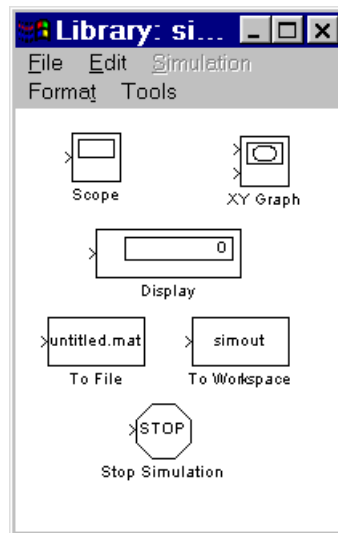 Library: si...
File Edit Simulation
Format Tools
Scope
XY Graph
0
Display
untitled.mat
simout
To File
To Workspace
STOP
Stop Simulation